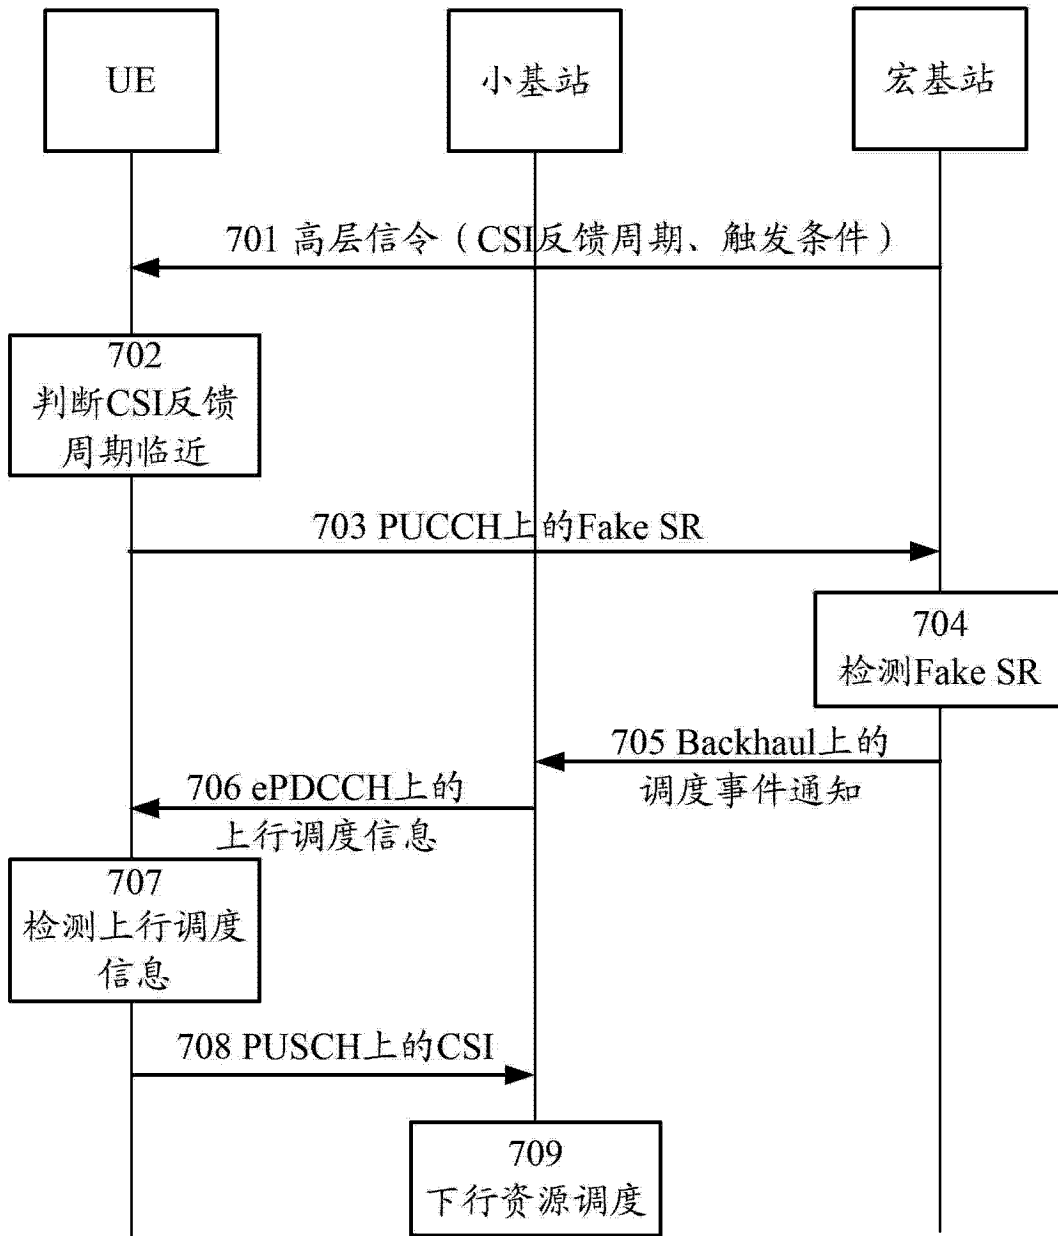 UE
小基站
宏基站
701 高层信令（CSI反馈周期、触发条件）
702
判断CSI反馈
周期临近
703 PUCCH上的Fake SR
704
检测Fake SR
705 Backhaul上的
调度事件通知
706 ePDCCH上的
上行调度信息
707
检测上行调度
信息
708 PUSCH上的CSI
709
下行资源调度